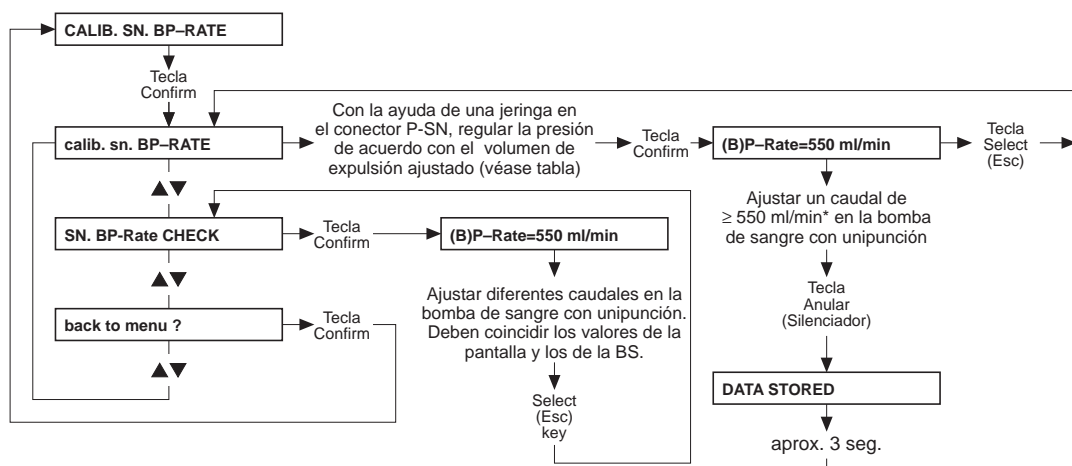 CALIB. SN. BP–RATE
Tecla
Confirm
calib. sn. BP–RATE
Con la ayuda de una jeringa en
el conector P-SN, regular la presión
de acuerdo con el volumen de
expulsión ajustado (véase tabla)
Tecla
Confirm
(B)P–Rate=550 ml/min
Tecla
Select
(Esc)
Ajustar un caudal de
≥ 550 ml/min* en la bomba
de sangre con unipunción
Tecla
Anular
(Silenciador)
DATA STORED
aprox. 3 seg.
SN. BP-Rate CHECK
Tecla
Confirm
(B)P–Rate=550 ml/min
Ajustar diferentes caudales en la
bomba de sangre con unipunción.
Deben coincidir los valores de la
pantalla y los de la BS.
Select
(Esc)
key
back to menu ?
Tecla
Confirm